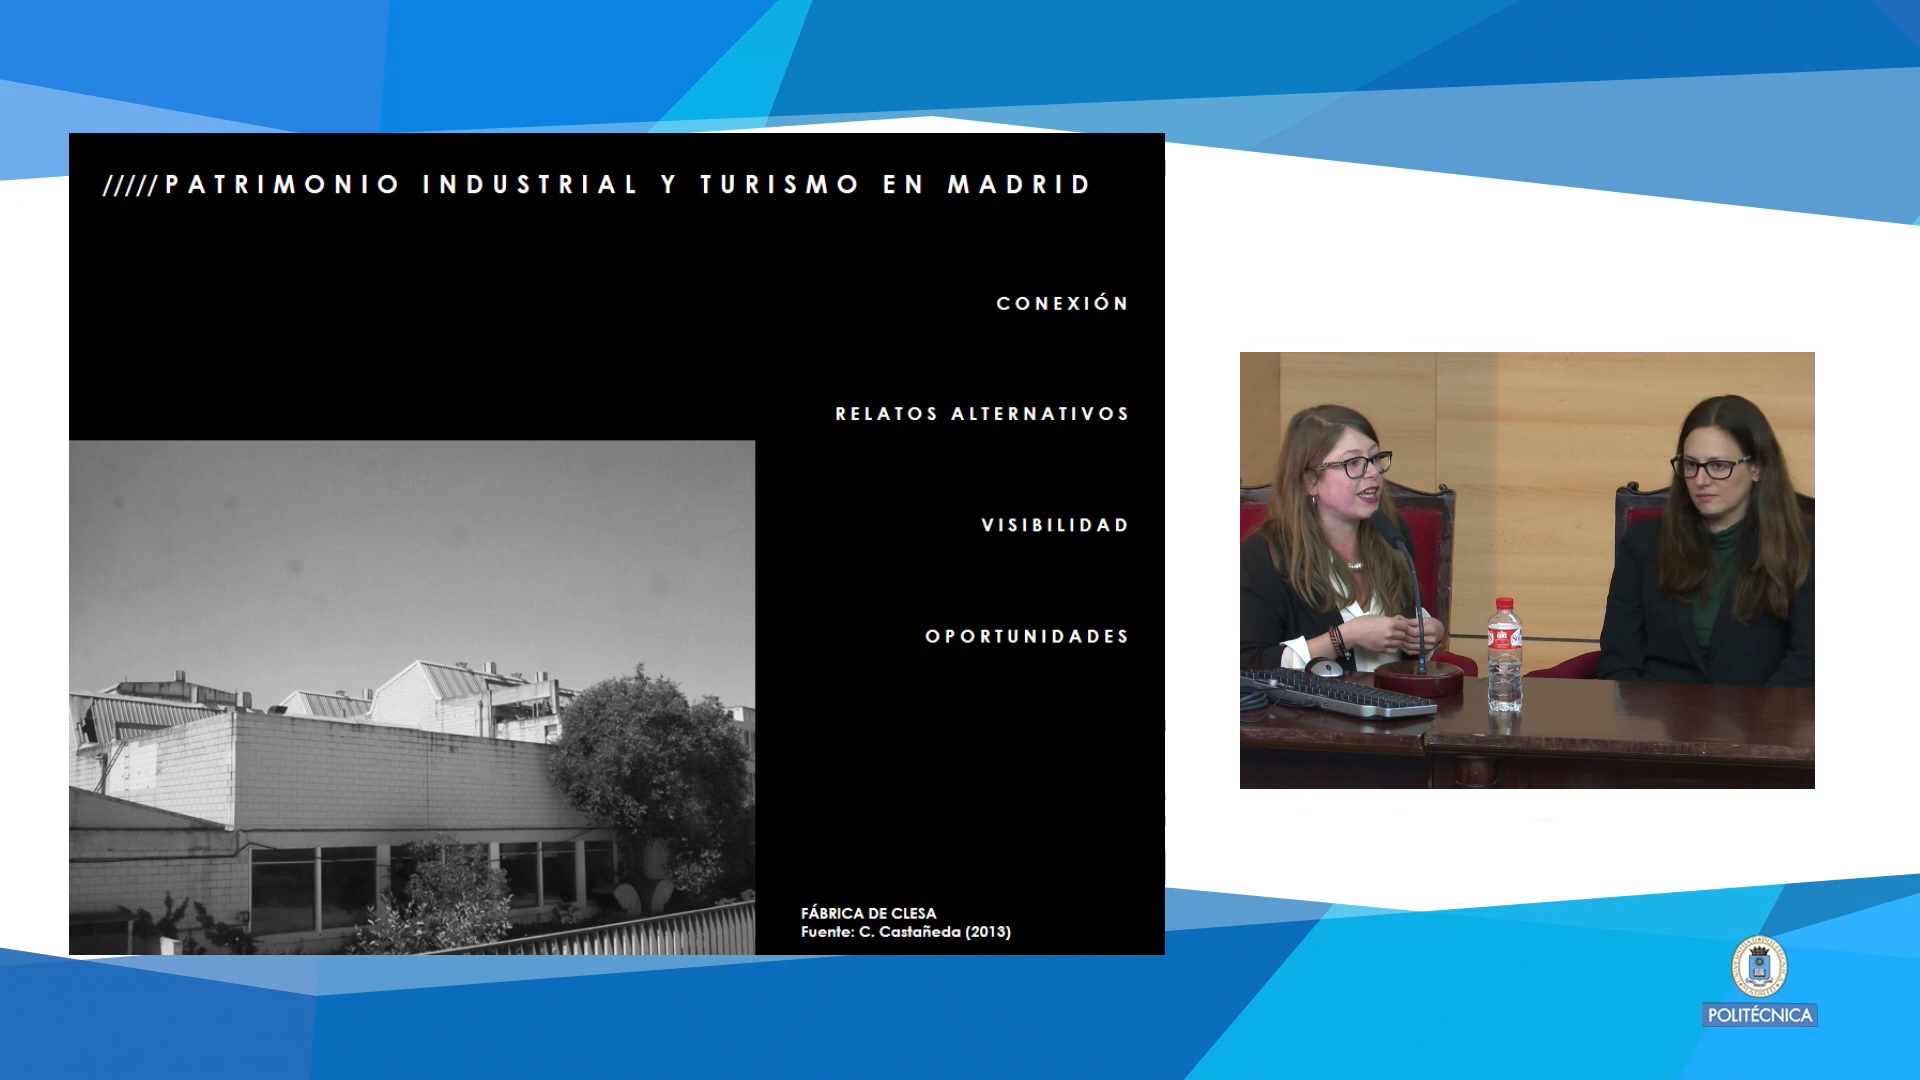 /////PATRIMONIO INDUSTRIAL Y TURISMO EN MADRID
CONEXIÓN
RELATOS ALTERNATIVOS
VISIBILIDAD
OPORTUNIDADES
FÁBRICA DE CLESA
Fuente: C. Castañeda (2013)
POLITÉCNICA